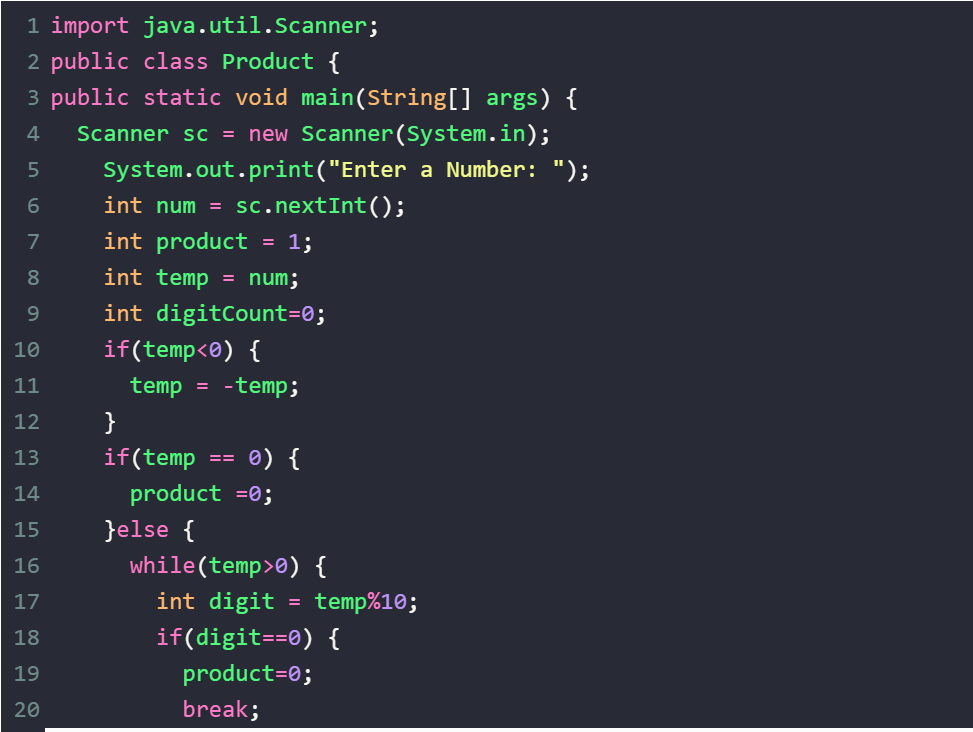 1 import java.util.Scanner;
2 public class Product {
3 public static void main(String[] args) {
4   Scanner sc = new Scanner(System.in);
5     System.out.print("Enter a Number: ");
6     int num = sc.nextInt();
7     int product = 1;
8     int temp = num;
9     int digitCount=0;
10     if(temp<0) {
11       temp = -temp;
12     }
13     if(temp == 0) {
14       product =0;
15     }else {
16       while(temp>0) {
17         int digit = temp%10;
18         if(digit==0) {
19           product=0;
20           break;